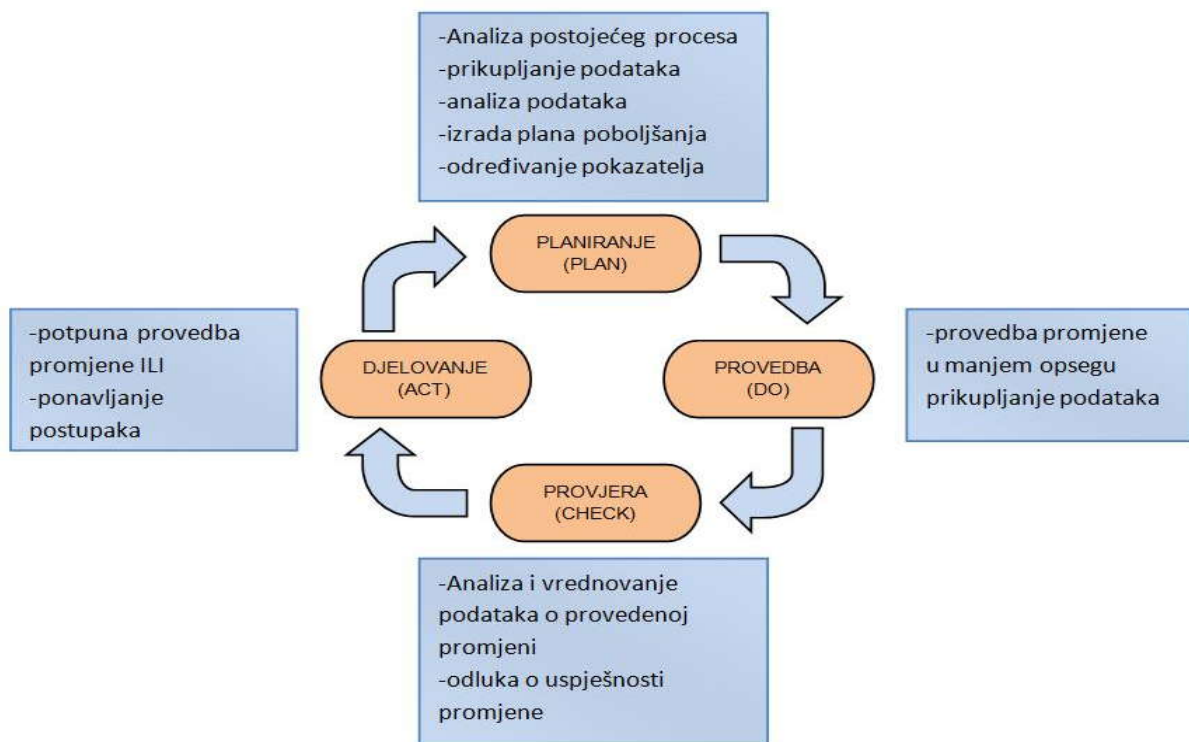 -Analiza postojećeg procesa
-prikupljanje podataka
-analiza podataka
-izrada plana poboljšanja
-određivanje pokazatelja
PLANIRANJE
(PLAN)
-potpuna provedba
promjene ILI
-ponavljanje
postupaka
DJELOVANJE
(ACT)
PROVEDBA
(DO)
-provedba promjene
u manjem opsegu
prikupljanje podataka
PROVJERA
(CHECK)
-Analiza i vrednovanje
podataka o provedenoj
promjeni
-odluka o uspješnosti
promjene